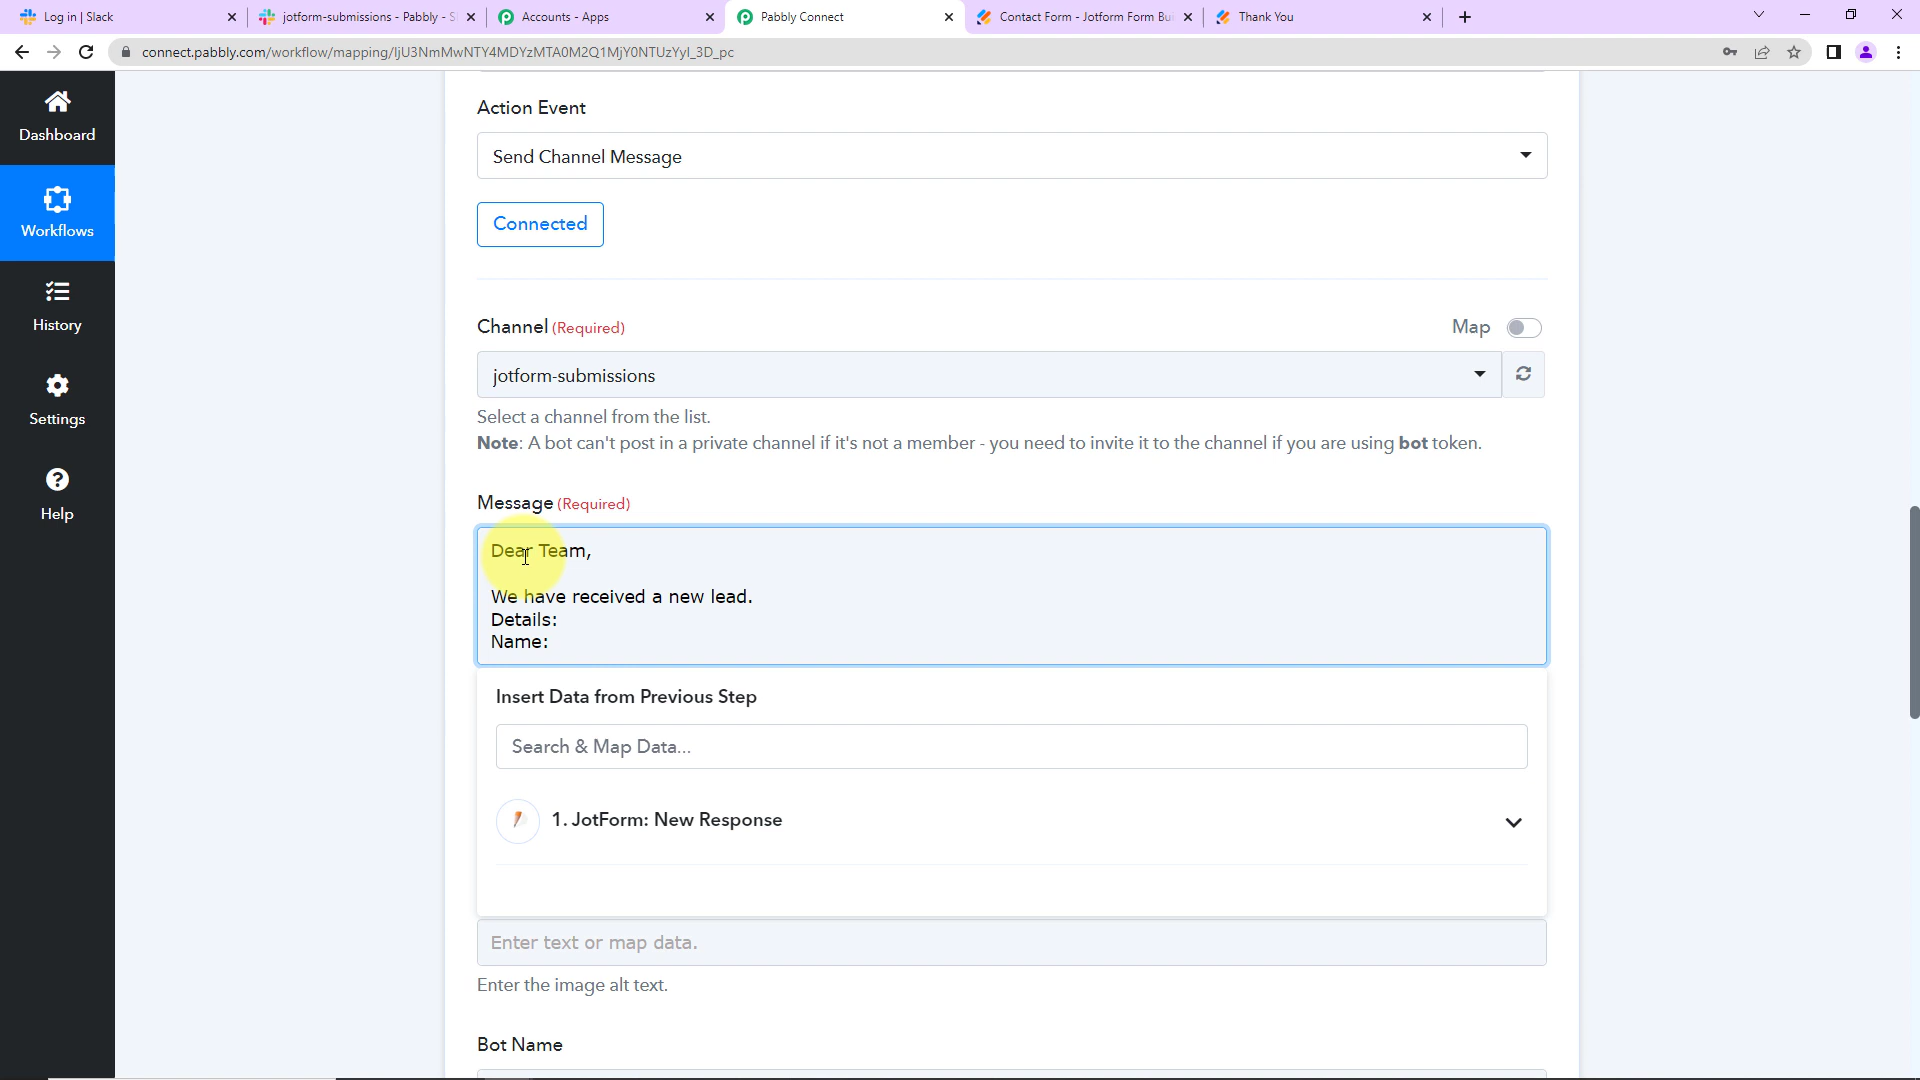 Log in | Slack
jotform-submissions - Pabbly - S
Accounts - Apps
Pabbly Connect
Contact Form - Jotform Form Bu
Thank You
connect.pabbly.com/workflow/mapping/IjU3NmMwNTY4MDYzMTA0M2Q1MjY0NTUzYyI_3D_pc
Dashboard
Workflows
History
Settings
Help
Action Event
Send Channel Message
Connected
Channel (Required)
Map
jotform-submissions
Select a channel from the list.
Note: A bot can't post in a private channel if it's not a member - you need to invite it to the channel if you are using bot token.
Message (Required)
Dear Team,
We have received a new lead.
Details:
Name:
Insert Data from Previous Step
Search & Map Data...
1. JotForm: New Response
Enter text or map data.
Enter the image alt text.
Bot Name